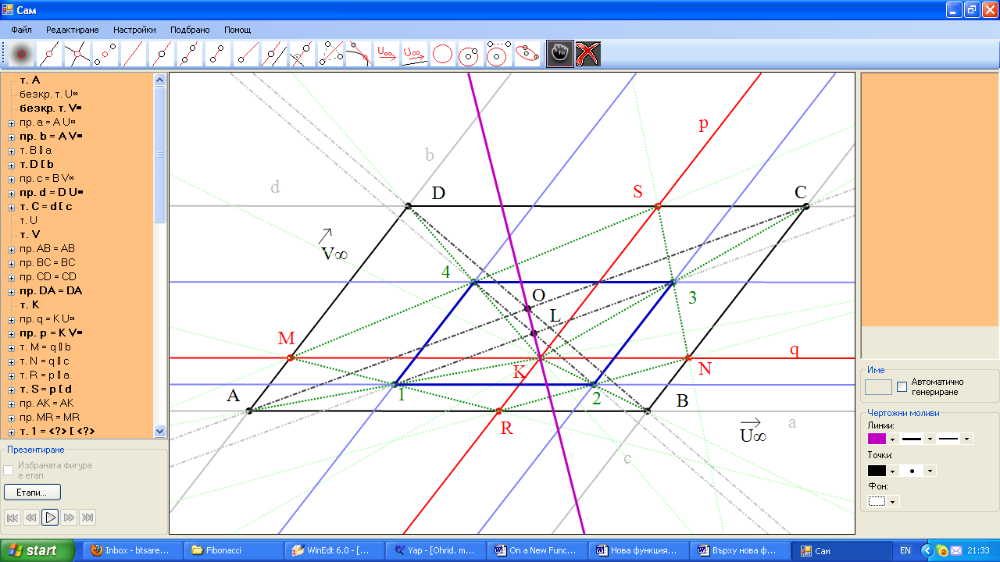 Сам
Файл Редактиране Настройки Подбрано Помощ
т. A
безкр. т. U∞
безкр. т. V∞
пр. a = A U∞
пр. b = A V∞
т. B [ a
т. D [ b
пр. c = B V∞
пр. d = D U∞
т. C = d [ c
т. U
т. V
пр. AB = AB
пр. BC = BC
пр. CD = CD
пр. DA = DA
т. K
пр. q = K U∞
пр. p = K V∞
т. M = q [ b
т. N = q [ c
т. R = p [ a
т. S = p [ d
пр. AK = AK
пр. MR = MR
т. 1 = <?> [ <?>
Презентиране
Избраната фигура
е етап
Етапи...
p
b
d
D
S
C
V∞
4
O
3
L
M
q
K
N
A
1
2
B
R
a
U∞
c
Име
Автоматично
генериране
Чертожни моливи
Линии:
Точки:
Фон:
start
Inbox - btsare...
Fibonacci
WinEdt 6.0 - [...
Yap - [Ohrid. m...
On a New Func...
Нова функция...
Върху нова ф...
Сам
EN
21:33